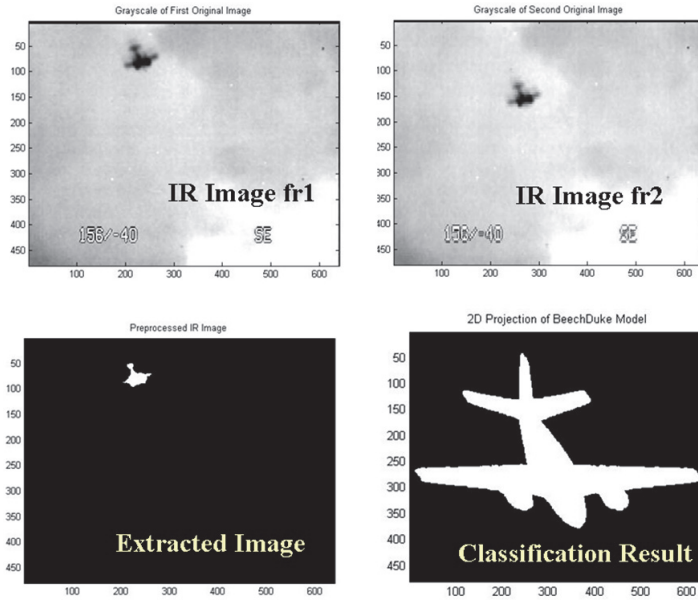 Grayscale of First Original Image
50
100
150
200
250
300
350
400
450
IR Image fr1
156/-40 SE
100 200 300 400 500 600
Grayscale of Second Original Image
50
100
150
200
250
300
350
400
450
IR Image fr2
SE
100 200 300 400 500 600
Preprocessed IR Image
50
100
150
200
250
300
350
400
450
Extracted Image
100 200 300 400 500 600
2D Projection of BeechDuke Model
50
100
150
200
250
300
350
400
450
Classification Result
100 200 300 400 500 600